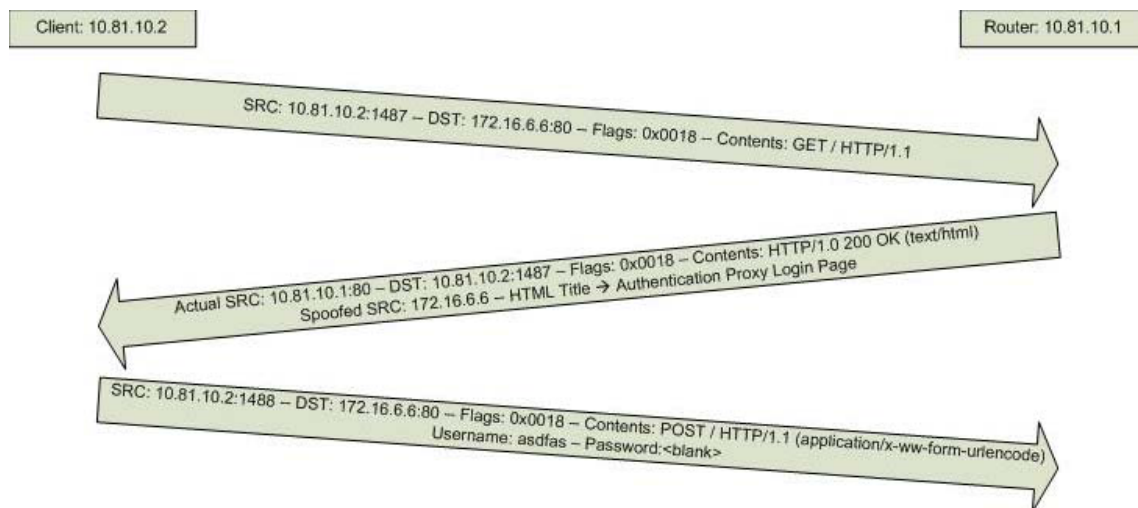 Client: 10.81.10.2
Router: 10.81.10.1
SRC: 10.81.10.2:1487 – DST: 172.16.6.6:80 – Flags: 0x0018 – Contents: GET / HTTP/1.1
Actual SRC: 10.81.10.1:80 – DST: 10.81.10.2:1487 – Flags: 0x0018 – Contents: HTTP/1.0 200 OK (text/html)
Spoofed SRC: 172.16.6.6 – HTML Title → Authentication Proxy Login Page
SRC: 10.81.10.2:1488 – DST: 172.16.6.6:80 – Flags: 0x0018 – Contents: POST / HTTP/1.1 (application/x-ww-form-urlencode)
Username: asdfas – Password:<blank>